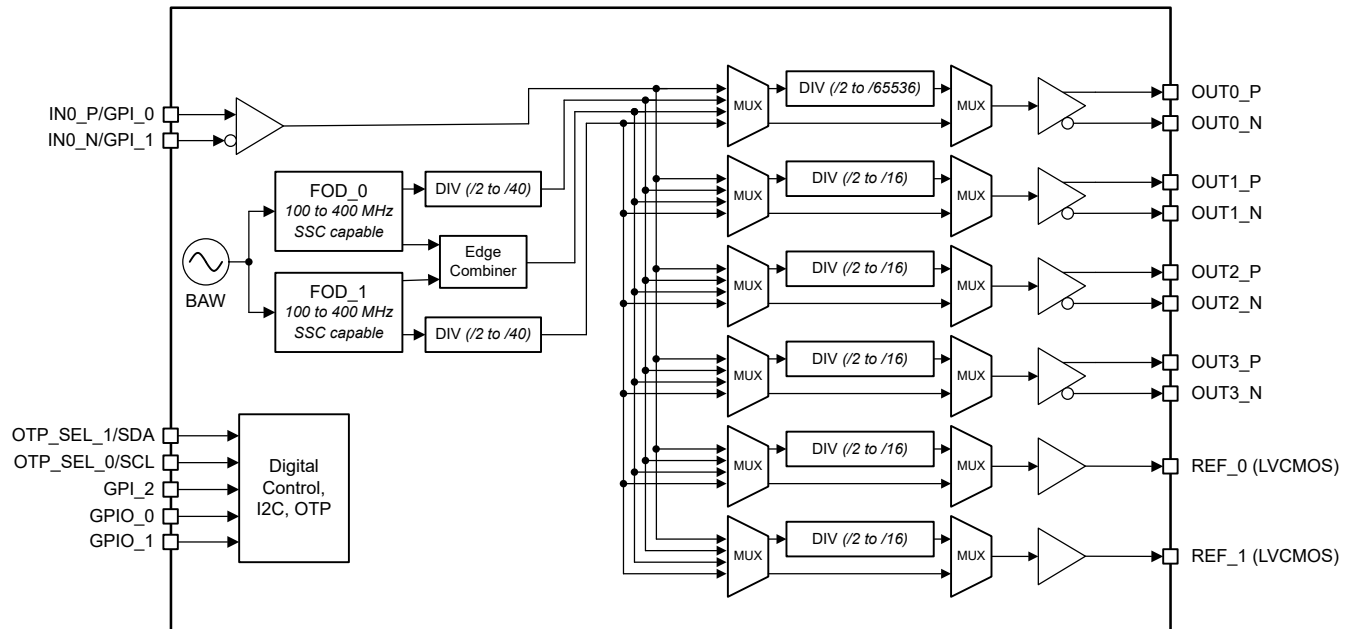 IN0_P/GPI_0
IN0_N/GPI_1
FOD_0
100 to 400 MHz
SSC capable
DIV (/2 to /40)
Edge
Combiner
BAW
FOD_1
100 to 400 MHz
SSC capable
DIV (/2 to /40)
OTP_SEL_1/SDA
OTP_SEL_0/SCL
GPI_2
GPIO_0
GPIO_1
Digital
Control,
I2C, OTP
MUX
DIV (/2 to /65536)
MUX
OUT0_P
OUT0_N
MUX
DIV (/2 to /16)
MUX
OUT1_P
OUT1_N
MUX
DIV (/2 to /16)
MUX
OUT2_P
OUT2_N
MUX
DIV (/2 to /16)
MUX
OUT3_P
OUT3_N
MUX
DIV (/2 to /16)
MUX
REF_0 (LVCMOS)
MUX
DIV (/2 to /16)
MUX
REF_1 (LVCMOS)